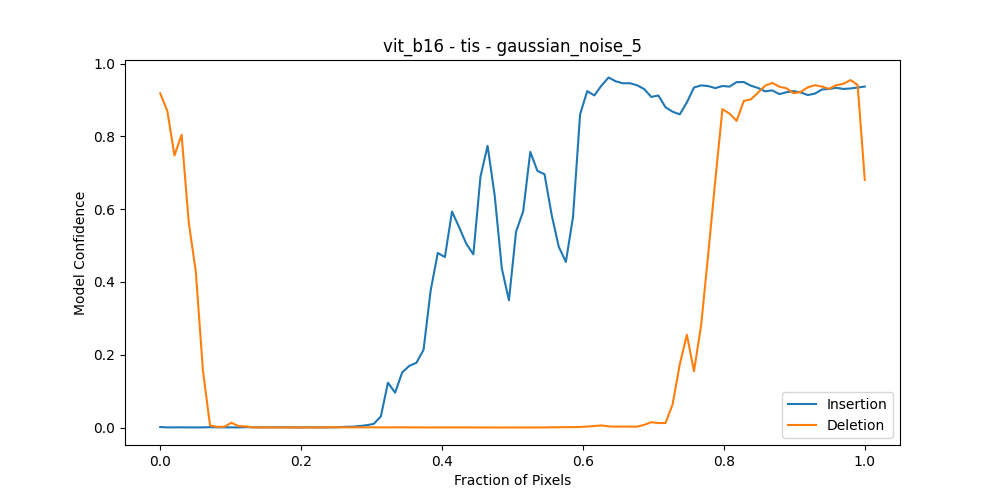 vit_b16 - tis - gaussian_noise_5
1.0
0.8
0.6
0.4
0.2
0.0
Model Confidence
0.0 0.2 0.4 0.6 0.8 1.0
Fraction of Pixels
Insertion
Deletion